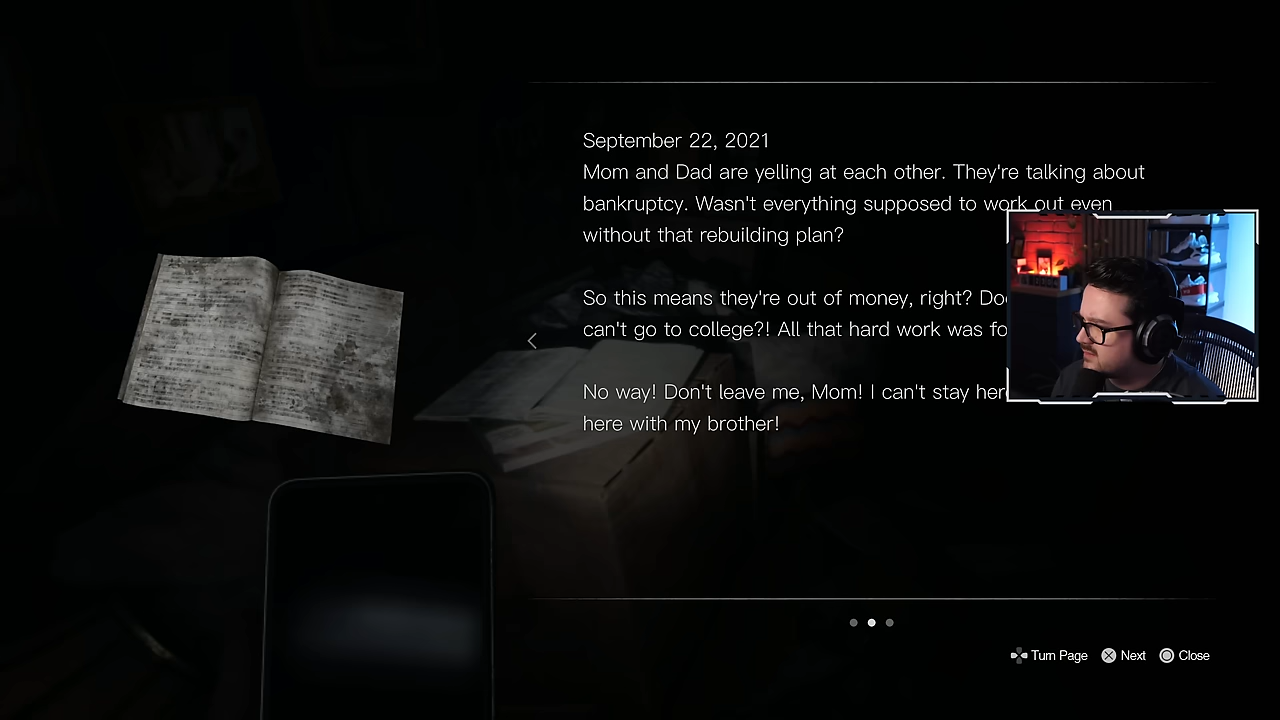 September 22, 2021
Mom and Dad are yelling at each other. They're talking about
bankruptcy. Wasn't everything supposed to work out even
without that rebuilding plan?
So this means they're out of money, right?
can't go to college?! All that hard work was
No way! Don't leave me, Mom! I can't stay
here with my brother!
Turn Page
Next
Close